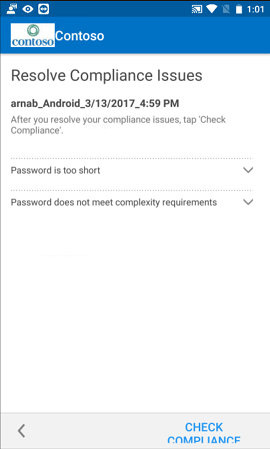 1:01
contoso
Contoso
Resolve Compliance Issues
arnab_Android_3/13/2017_4:59 PM
After you resolve your compliance issues, tap 'Check
Compliance'.
Password is too short
Password does not meet complexity requirements
CHECK
COMPLIANCE